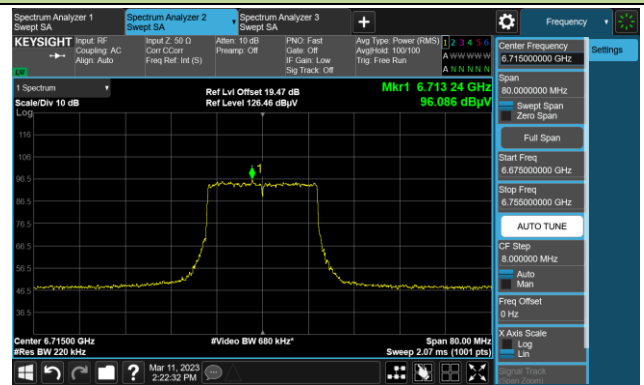 Spectrum Analyzer 1
Swept SA
Spectrum Analyzer 2
Swept SA
Spectrum Analyzer 3
Swept SA
Frequency
KEYSIGHT
Input: RF
Coupling: AC
Align: Auto
Input Z: 50 Ω
Corr CCorr
Freq Ref: Int (S)
Atten: 10 dB
Preamp: Off
PNO: Fast
Gate: Off
IF Gain: Low
Sig Track: Off
Avg Type: Power (RMS)
Avg|Hold: 100/100
Trig: Free Run
1 2 3 4 5 6
A W W W W W
A N N N N N
1 Spectrum
Scale/Div 10 dB
Log
Ref Lvl Offset 19.47 dB
Ref Level 126.46 dBµV
Mkr1 6.713 24 GHz
96.086 dBµV
116
106
96.5
86.5
76.5
66.5
56.5
46.5
36.5
1
Center 6.71500 GHz
#Res BW 220 kHz
#Video BW 680 kHz*
Span 80.00 MHz
Sweep 2.07 ms (1001 pts)
Mar 11, 2023
2:22:32 PM
Settings
Center Frequency
6.715000000 GHz
Span
80.0000000 MHz
Swept Span
Zero Span
Full Span
Start Freq
6.675000000 GHz
Stop Freq
6.755000000 GHz
AUTO TUNE
CF Step
8.000000 MHz
Auto
Man
Freq Offset
0 Hz
X Axis Scale
Log
Lin
Signal Track
(Span Zoom)